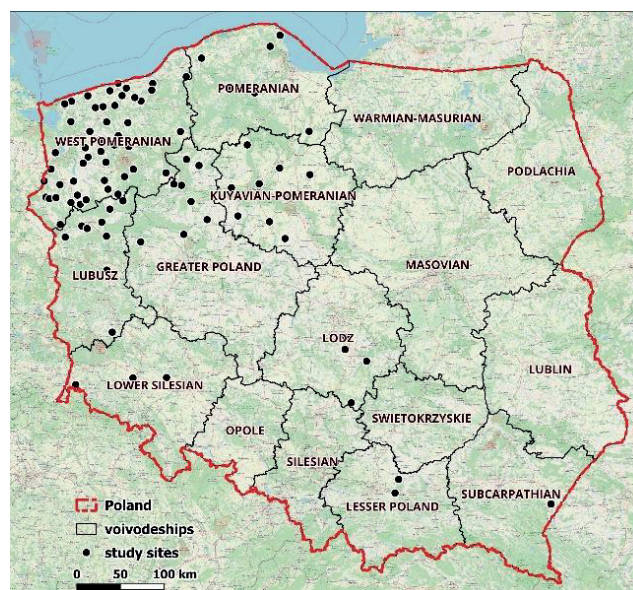 POMERANIAN
WARMIAN-MASURIAN
WEST POMERANIAN
PODLACHIA
KUYAVIAN-POMERANIAN
LUBUSZ
GREATER POLAND
MASOVIAN
LODZ
LUBLIN
LOWER SILESIAN
SWIETOKRZYSKIE
OPOLE
SILESIAN
SUBCARPATHIAN
LESSER POLAND
Poland
voivodeships
study sites
0 50 100 km